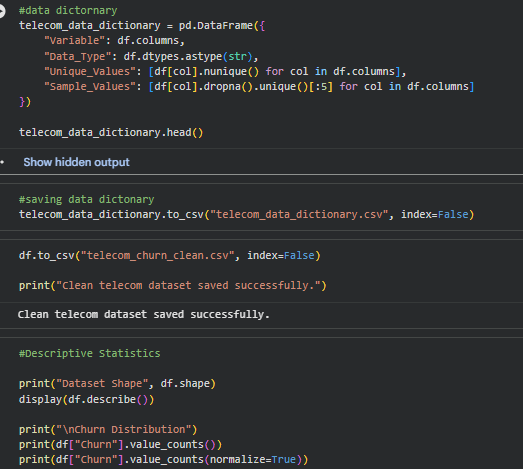 #data dictornary
telecom_data_dictionary = pd.DataFrame({
    "Variable": df.columns,
    "Data_Type": df.dtypes.astype(str),
    "Unique_Values": [df[col].nunique() for col in df.columns],
    "Sample_Values": [df[col].dropna().unique()[:5] for col in df.columns]
})
telecom_data_dictionary.head()
Show hidden output
#saving data dictonary
telecom_data_dictionary.to_csv("telecom_data_dictionary.csv", index=False)
df.to_csv("telecom_churn_clean.csv", index=False)
print("Clean telecom dataset saved successfully.")
Clean telecom dataset saved successfully.
#Descriptive Statistics
print("Dataset Shape", df.shape)
display(df.describe())
print("\nChurn Distribution")
print(df["Churn"].value_counts())
print(df["Churn"].value_counts(normalize=True))